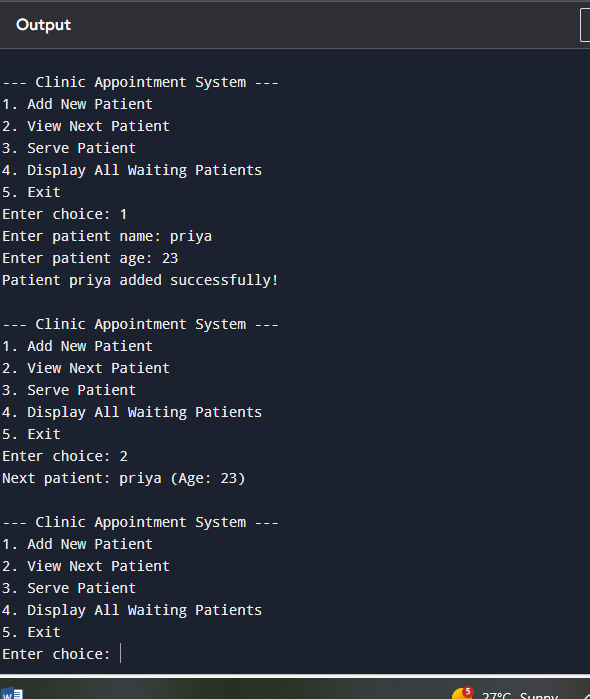 Output
--- Clinic Appointment System ---
1. Add New Patient
2. View Next Patient
3. Serve Patient
4. Display All Waiting Patients
5. Exit
Enter choice: 1
Enter patient name: priya
Enter patient age: 23
Patient priya added successfully!
--- Clinic Appointment System ---
1. Add New Patient
2. View Next Patient
3. Serve Patient
4. Display All Waiting Patients
5. Exit
Enter choice: 2
Next patient: priya (Age: 23)
--- Clinic Appointment System ---
1. Add New Patient
2. View Next Patient
3. Serve Patient
4. Display All Waiting Patients
5. Exit
Enter choice:
W 5 27°C Sunny